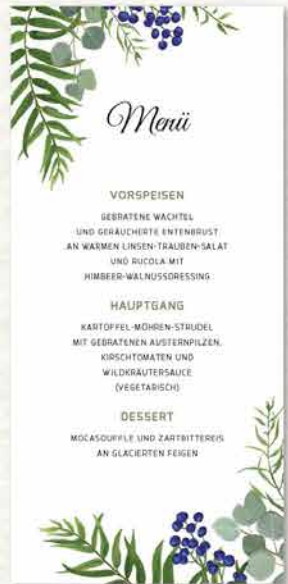 Menü
VORSPEISEN
GEBRATENE WACHTEL
UND GERÄUCHERTE ENTENBRUST
AN WARMEN LINSEN-TRAUBEN-SALAT
UND RUCOLA MIT
HIMBEER-WALNUSSDRESSING
HAUPTGANG
KARTOFFEL-MÖHREN-STRUDEL
MIT GEBRATENEN AUSTERNPILZEN,
KIRSCHTOMATEN UND
WILDKRÄUTERSAUCE
(VEGETARISCH)
DESSERT
MOCASOUFFLE UND ZARTBITTEREIS
AN GLACIERTEN FEIGEN